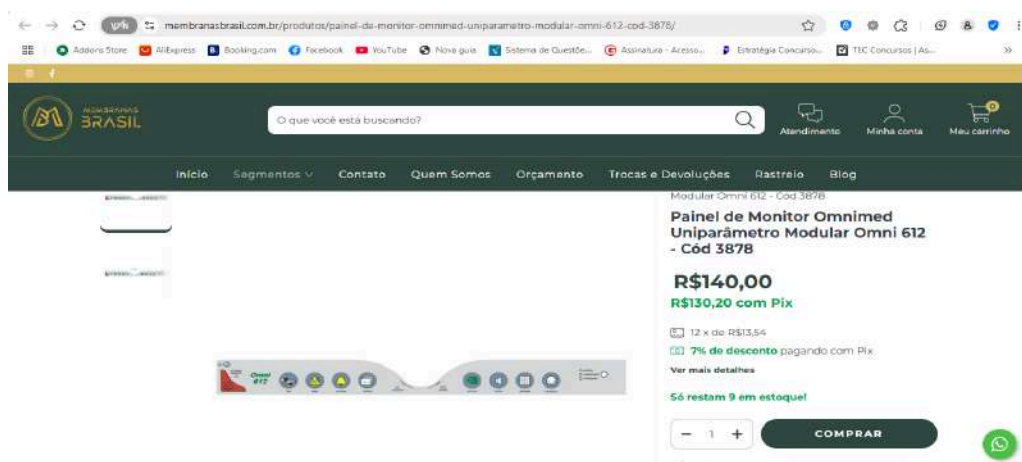 VPN
membranasbrasil.com.br/produtos/painel-de-monitor-omnimed-uniparametro-modular-omni-612-cod-3878/
Addons Store AliExpress Booking.com Facebook YouTube Nova guia Sistema de Questõe... Assinatura - Acesso... Estratégia Concurso... TEC Concursos | As...
MEMBRANAS
BRASIL
O que você está buscando?
Atendimento Minha conta Meu carrinho
0
Início Segmentos Contato Quem Somos Orçamento Trocas e Devoluções Rastreio Blog
Modular Omni 612 - Cód 3878
Painel de Monitor Omnimed
Uniparâmetro Modular Omni 612
- Cód 3878
R$140,00
R$130,20 com Pix
12 x de R$13,54
7% de desconto pagando com Pix
Ver mais detalhes
Só restam 9 em estoque!
Omni
612
- 1 + COMPRAR